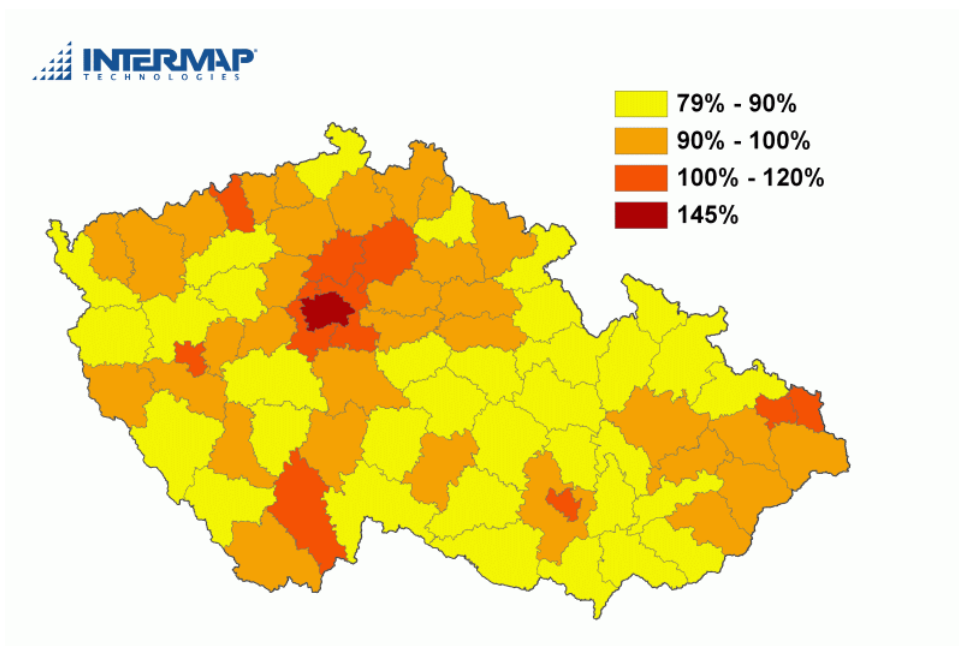 INTERMAP
TECHNOLOGIES
79% - 90%
90% - 100%
100% - 120%
145%